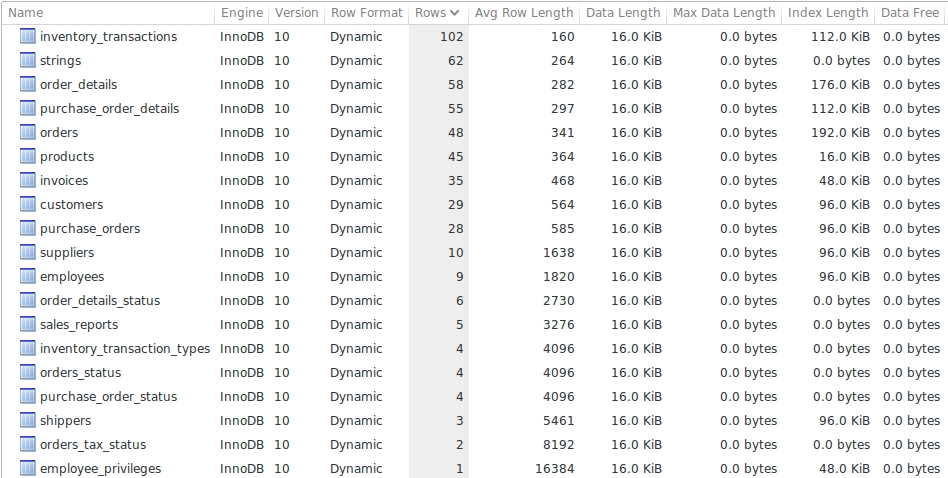 Name Engine Version Row Format Rows Avg Row Length Data Length Max Data Length Index Length Data Free
inventory_transactions InnoDB 10 Dynamic 102 160 16.0 KiB 0.0 bytes 112.0 KiB 0.0 bytes
strings InnoDB 10 Dynamic 62 264 16.0 KiB 0.0 bytes 0.0 bytes 0.0 bytes
order_details InnoDB 10 Dynamic 58 282 16.0 KiB 0.0 bytes 176.0 KiB 0.0 bytes
purchase_order_details InnoDB 10 Dynamic 55 297 16.0 KiB 0.0 bytes 112.0 KiB 0.0 bytes
orders InnoDB 10 Dynamic 48 341 16.0 KiB 0.0 bytes 192.0 KiB 0.0 bytes
products InnoDB 10 Dynamic 45 364 16.0 KiB 0.0 bytes 16.0 KiB 0.0 bytes
invoices InnoDB 10 Dynamic 35 468 16.0 KiB 0.0 bytes 48.0 KiB 0.0 bytes
customers InnoDB 10 Dynamic 29 564 16.0 KiB 0.0 bytes 96.0 KiB 0.0 bytes
purchase_orders InnoDB 10 Dynamic 28 585 16.0 KiB 0.0 bytes 96.0 KiB 0.0 bytes
suppliers InnoDB 10 Dynamic 10 1638 16.0 KiB 0.0 bytes 96.0 KiB 0.0 bytes
employees InnoDB 10 Dynamic 9 1820 16.0 KiB 0.0 bytes 96.0 KiB 0.0 bytes
order_details_status InnoDB 10 Dynamic 6 2730 16.0 KiB 0.0 bytes 0.0 bytes 0.0 bytes
sales_reports InnoDB 10 Dynamic 5 3276 16.0 KiB 0.0 bytes 0.0 bytes 0.0 bytes
inventory_transaction_types InnoDB 10 Dynamic 4 4096 16.0 KiB 0.0 bytes 0.0 bytes 0.0 bytes
orders_status InnoDB 10 Dynamic 4 4096 16.0 KiB 0.0 bytes 0.0 bytes 0.0 bytes
purchase_order_status InnoDB 10 Dynamic 4 4096 16.0 KiB 0.0 bytes 0.0 bytes 0.0 bytes
shippers InnoDB 10 Dynamic 3 5461 16.0 KiB 0.0 bytes 96.0 KiB 0.0 bytes
orders_tax_status InnoDB 10 Dynamic 2 8192 16.0 KiB 0.0 bytes 0.0 bytes 0.0 bytes
employee_privileges InnoDB 10 Dynamic 1 16384 16.0 KiB 0.0 bytes 48.0 KiB 0.0 bytes